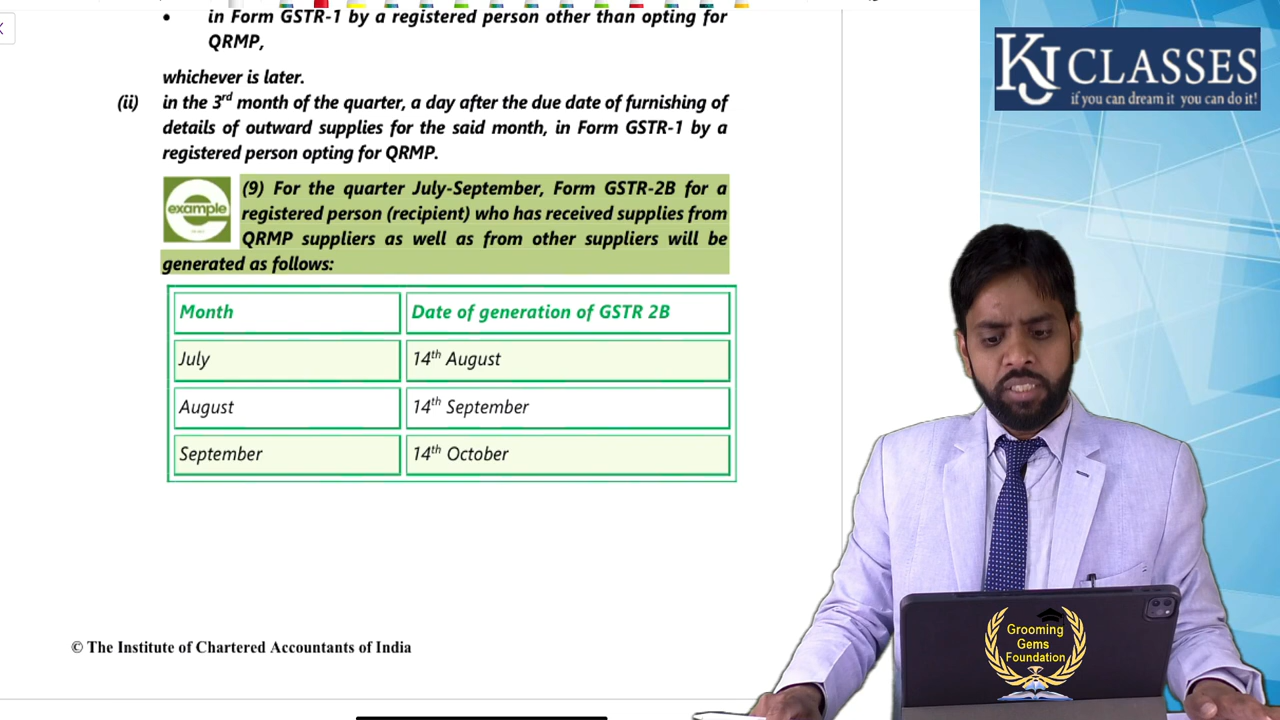 • in Form GSTR-1 by a registered person other than opting for
QRMP,
whichever is later.
(ii) in the 3rd month of the quarter, a day after the due date of furnishing of
details of outward supplies for the said month, in Form GSTR-1 by a
registered person opting for QRMP.
example
(9) For the quarter July-September, Form GSTR-2B for a
registered person (recipient) who has received supplies from
QRMP suppliers as well as from other suppliers will be
generated as follows:
Month Date of generation of GSTR 2B
July 14th August
August 14th September
September 14th October
© The Institute of Chartered Accountants of India
KJ CLASSES
if you can dream it you can do it!
Grooming
Gems
Foundation